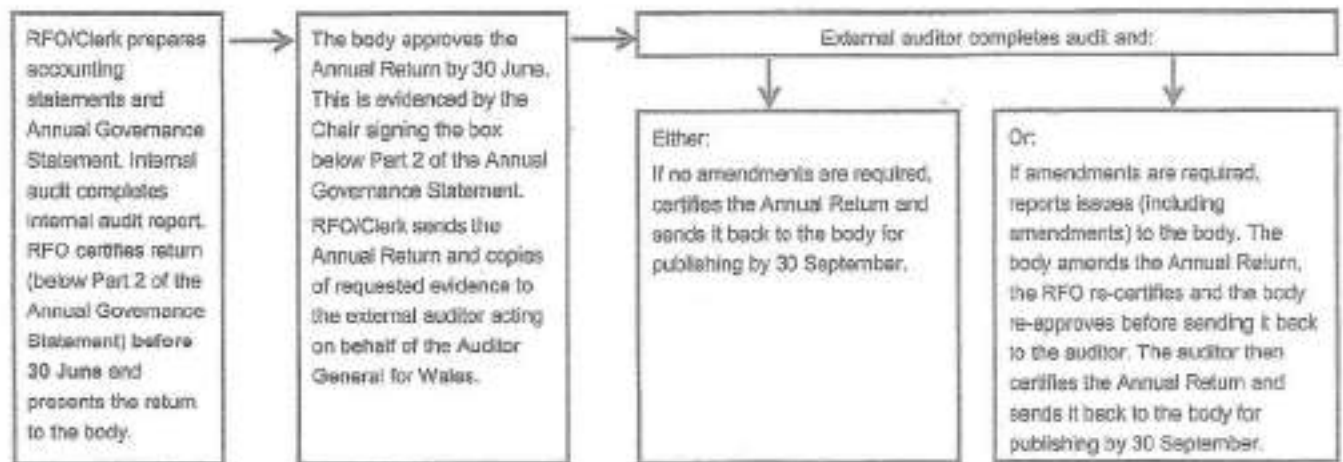 RFO/Clerk prepares
accounting
statements and
Annual Governance
Statement. Internal
audit completes
internal audit report.
RFO certifies return
(below Part 2 of the
Annual Governance
Statement) before
30 June and
presents the return
to the body.
The body approves the
Annual Return by 30 June.
This is evidenced by the
Chair signing the box
below Part 2 of the Annual
Governance Statement.
RFO/Clerk sends the
Annual Return and copies
of requested evidence to
the external auditor acting
on behalf of the Auditor
General for Wales.
External auditor completes audit and:
Either:
If no amendments are required,
certifies the Annual Return and
sends it back to the body for
publishing by 30 September.
Or:
If amendments are required,
reports issues (including
amendments) to the body. The
body amends the Annual Return,
the RFO re-certifies and the body
re-approves before sending it back
to the auditor. The auditor then
certifies the Annual Return and
sends it back to the body for
publishing by 30 September.